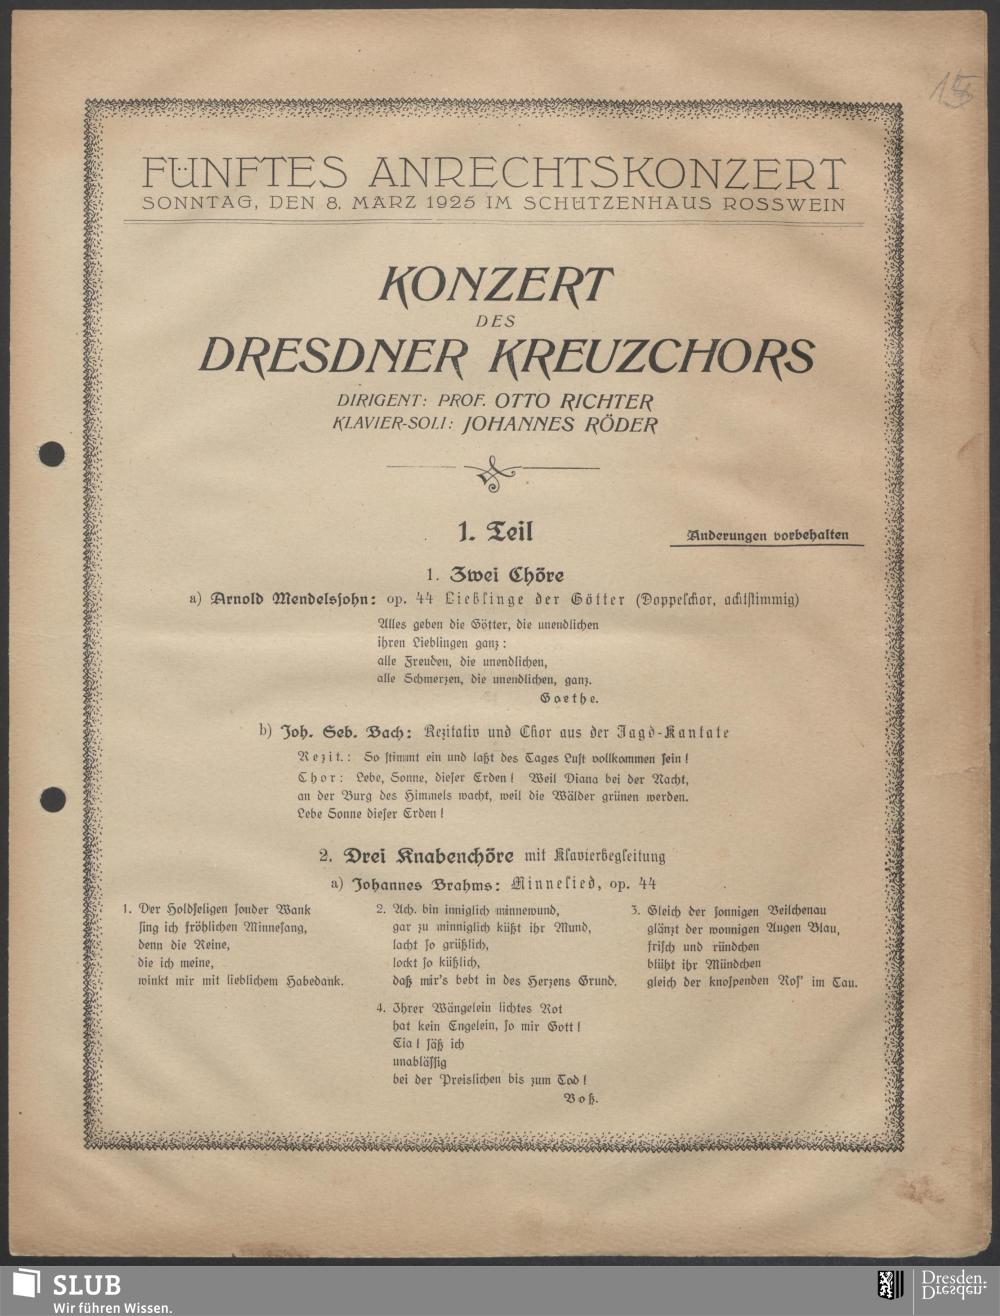 15
FÜNFTES ANRECHTSKONZERT
SONNTAG, DEN 8. MÄRZ 1925 IM SCHÜTZENHAUS ROSSWEIN
KONZERT
DES
DRESDNER KREUZCHORS
DIRIGENT: PROF. OTTO RICHTER
KLAVIER-SOLI: JOHANNES RÖDER
1. Teil
Änderungen vorbehalten
1. Zwei Chöre
a) Arnold Mendelsſohn: op. 44 Lieblinge der Götter (Doppelchor, achtſtimmig)
Alles geben die Götter, die unendlichen
ihren Lieblingen ganz:
alle Freuden, die unendlichen,
alle Schmerzen, die unendlichen, ganz.
Goethe.
b) Joh. Seb. Bach: Rezitativ und Chor aus der Jagd-Kantate
Rezit.: So ſtimmt ein und laßt des Tages Luſt vollkommen ſein!
Chor: Lebe, Sonne, dieſer Erden! Weil Diana bei der Nacht,
an der Burg des Himmels wacht, weil die Wälder grünen werden.
Lebe Sonne dieſer Erden!
2. Drei Knabenchöre mit Klavierbegleitung
a) Johannes Brahms: Minnelied, op. 44
1. Der Holdſeligen ſonder Wank
ſing ich fröhlichen Minneſang,
denn die Reine,
die ich meine,
winkt mir mit lieblichem Habedank.
2. Ach. bin inniglich minnewund,
gar zu minniglich küßt ihr Mund,
lacht ſo grüßlich,
lockt ſo küßlich,
daß mir's bebt in des Herzens Grund.
3. Gleich der ſonnigen Veilchenau
glänzt der wonnigen Augen Blau,
friſch und ründchen
blüht ihr Mündchen
gleich der knoſpenden Roſ' im Tau.
4. Ihrer Wängelein lichtes Rot
hat kein Engelein, ſo mir Gott!
Eia! ſäß ich
unabläſſig
bei der Preislichen bis zum Tod!
Voß.
SLUB
Wir führen Wissen.
Dresden.
Dresden.